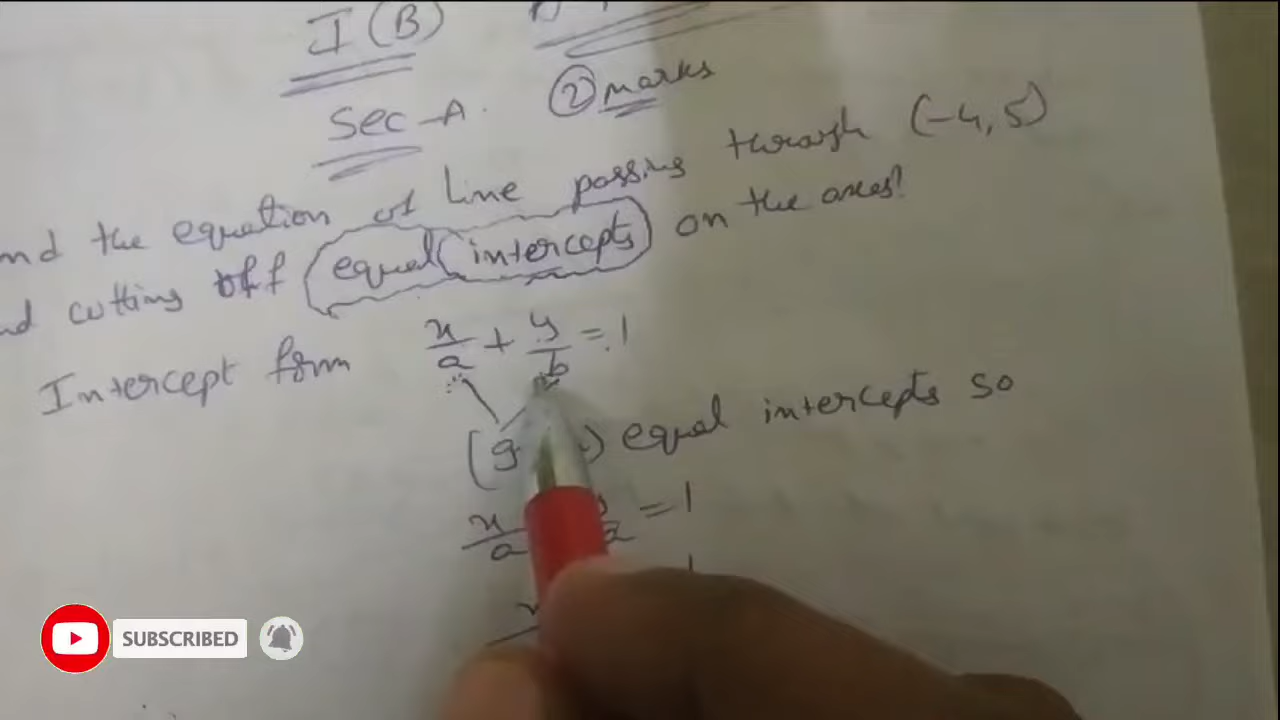 I (B)
Sec-A. (2) marks
the equation of Line passing through (-4,5)
cutting off equal (intercepts) on the axes?
Intercept form x/a + y/b = 1
equal intercepts so
x/a y/a = 1
SUBSCRIBED